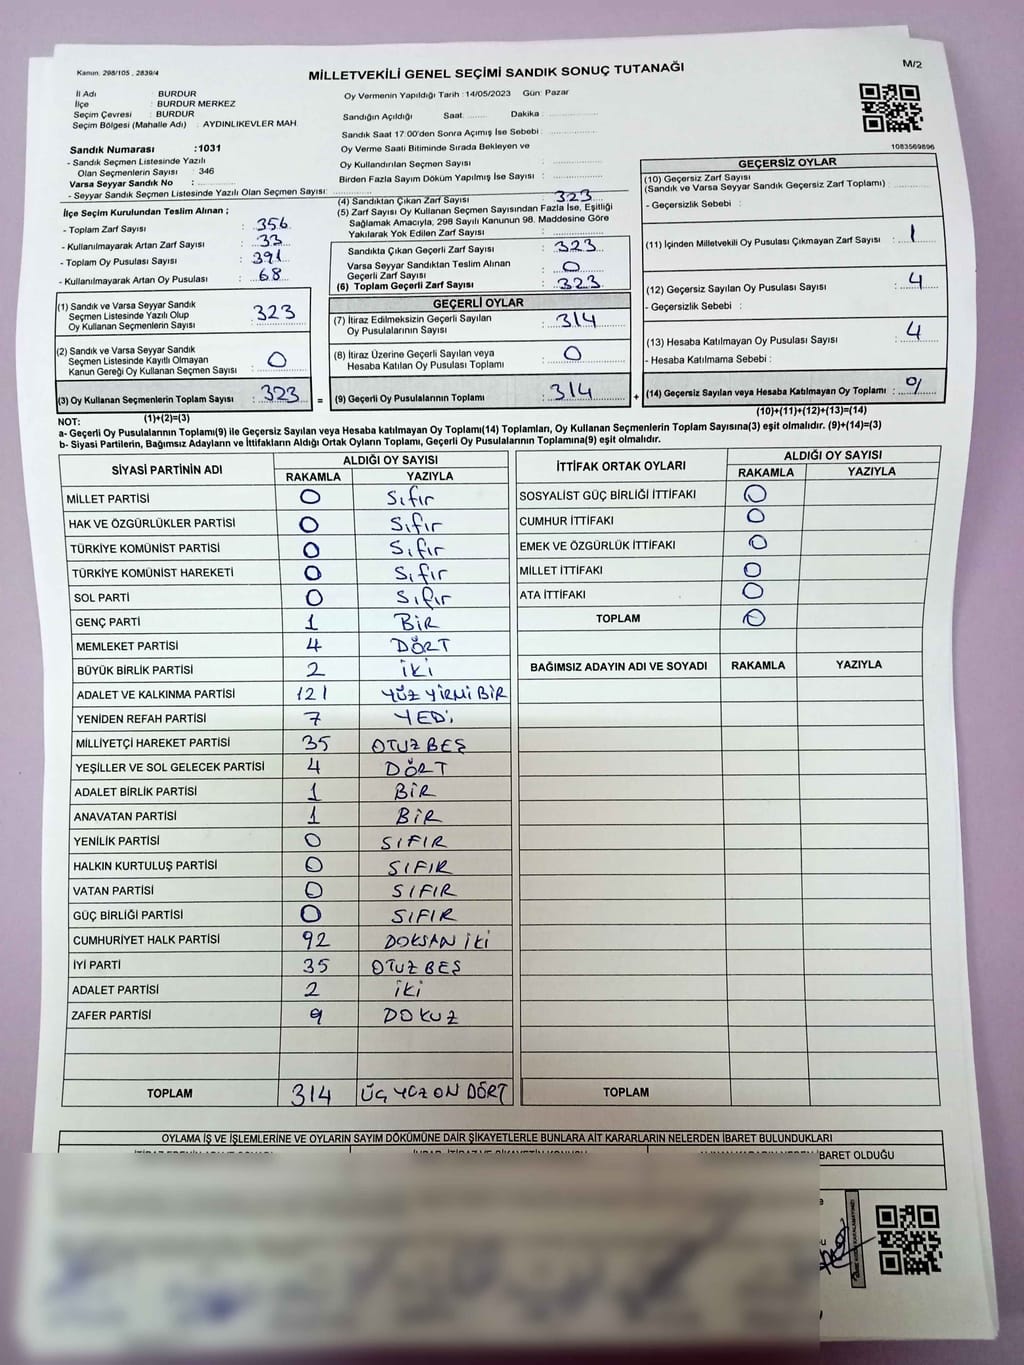 Kanun: 298/105 , 2839/4
MİLLETVEKİLİ GENEL SEÇİMİ SANDIK SONUÇ TUTANAĞI
M/2
İl Adı : BURDUR
İlçe : BURDUR MERKEZ
Seçim Çevresi : BURDUR
Seçim Bölgesi (Mahalle Adı) : AYDINLIKEVLER MAH.
Sandık Numarası :1031
- Sandık Seçmen Listesinde Yazılı
Olan Seçmenlerin Sayısı : 346
Varsa Seyyar Sandık No :
- Seyyar Sandık Seçmen Listesinde Yazılı Olan Seçmen Sayısı:
Oy Vermenin Yapıldığı Tarih :14/05/2023 Gün: Pazar
Sandığın Açıldığı Saat: Dakika :
Sandık Saat 17:00'den Sonra Açımış İse Sebebi :
Oy Verme Saati Bitiminde Sırada Bekleyen ve
Oy Kullandırılan Seçmen Sayısı :
Birden Fazla Sayım Döküm Yapılmış İse Sayısı :
1083569896
İlçe Seçim Kurulundan Teslim Alınan ;
- Toplam Zarf Sayısı : 356
- Kullanılmayarak Artan Zarf Sayısı : 33
- Toplam Oy Pusulası Sayısı : 391
- Kullanılmayarak Artan Oy Pusulası : 68
(1) Sandık ve Varsa Seyyar Sandık
Seçmen Listesinde Yazılı Olup
Oy Kullanan Seçmenlerin Sayısı : 323
(2) Sandık ve Varsa Seyyar Sandık
Seçmen Listesinde Kayıtlı Olmayan
Kanun Gereği Oy Kullanan Seçmen Sayısı : 0
(3) Oy Kullanan Seçmenlerin Toplam Sayısı : 323 =
(4) Sandıktan Çıkan Zarf Sayısı : 323
(5) Zarf Sayısı Oy Kullanan Seçmen Sayısından Fazla İse, Eşitliği
Sağlamak Amacıyla; 298 Sayılı Kanunun 98. Maddesine Göre
Yakılarak Yok Edilen Zarf Sayısı :
Sandıkta Çıkan Geçerli Zarf Sayısı : 323
Varsa Seyyar Sandıktan Teslim Alınan
Geçerli Zarf Sayısı : 0
(6) Toplam Geçerli Zarf Sayısı : 323
GEÇERLİ OYLAR
(7) İtiraz Edilmeksizin Geçerli Sayılan
Oy Pusulalarının Sayısı : 314
(8) İtiraz Üzerine Geçerli Sayılan veya
Hesaba Katılan Oy Pusulası Toplamı : 0
(9) Geçerli Oy Pusulalarının Toplamı : 314 +
GEÇERSİZ OYLAR
(10) Geçersiz Zarf Sayısı
(Sandık ve Varsa Seyyar Sandık Geçersiz Zarf Toplamı) :
- Geçersizlik Sebebi :
(11) İçinden Milletvekili Oy Pusulası Çıkmayan Zarf Sayısı : 1
(12) Geçersiz Sayılan Oy Pusulası Sayısı : 4
- Geçersizlik Sebebi :
(13) Hesaba Katılmayan Oy Pusulası Sayısı : 4
- Hesaba Katılmama Sebebi :
(14) Geçersiz Sayılan veya Hesaba Katılmayan Oy Toplamı : 9
(1)+(2)=(3)
(10)+(11)+(12)+(13)=(14)
NOT:
a- Geçerli Oy Pusulalarının Toplamı(9) ile Geçersiz Sayılan veya Hesaba katılmayan Oy Toplamı(14) Toplamları, Oy Kullanan Seçmenlerin Toplam Sayısına(3) eşit olmalıdır. (9)+(14)=(3)
b- Siyasi Partilerin, Bağımsız Adayların ve İttifakların Aldığı Ortak Oyların Toplamı, Geçerli Oy Pusulalarının Toplamına(9) eşit olmalıdır.
SİYASİ PARTİNİN ADI ALDIĞI OY SAYISI
RAKAMLA YAZIYLA
MİLLET PARTİSİ 0 Sıfır
HAK VE ÖZGÜRLÜKLER PARTİSİ 0 Sıfır
TÜRKİYE KOMÜNİST PARTİSİ 0 Sıfır
TÜRKİYE KOMÜNİST HAREKETİ 0 Sıfır
SOL PARTİ 0 Sıfır
GENÇ PARTİ 1 BİR
MEMLEKET PARTİSİ 4 DÖRT
BÜYÜK BİRLİK PARTİSİ 2 İKİ
ADALET VE KALKINMA PARTİSİ 121 YÜZ YİRMİ BİR
YENİDEN REFAH PARTİSİ 7 YEDİ
MİLLİYETÇİ HAREKET PARTİSİ 35 OTUZ BEŞ
YEŞİLLER VE SOL GELECEK PARTİSİ 4 DÖRT
ADALET BİRLİK PARTİSİ 1 BİR
ANAVATAN PARTİSİ 1 BİR
YENİLİK PARTİSİ 0 SIFIR
HALKIN KURTULUŞ PARTİSİ 0 SIFIR
VATAN PARTİSİ 0 SIFIR
GÜÇ BİRLİĞİ PARTİSİ 0 SIFIR
CUMHURİYET HALK PARTİSİ 92 DOKSAN İKİ
İYİ PARTİ 35 OTUZ BEŞ
ADALET PARTİSİ 2 İKİ
ZAFER PARTİSİ 9 DOKUZ
TOPLAM 314 ÜÇ YÜZ ON DÖRT
İTTİFAK ORTAK OYLARI ALDIĞI OY SAYISI
RAKAMLA YAZIYLA
SOSYALİST GÜÇ BİRLİĞİ İTTİFAKI 0
CUMHUR İTTİFAKI 0
EMEK VE ÖZGÜRLÜK İTTİFAKI 0
MİLLET İTTİFAKI 0
ATA İTTİFAKI 0
TOPLAM 0
BAĞIMSIZ ADAYIN ADI VE SOYADI RAKAMLA YAZIYLA
TOPLAM
OYLAMA İŞ VE İŞLEMLERİNE VE OYLARIN SAYIM DÖKÜMÜNE DAİR ŞİKAYETLERLE BUNLARA AİT KARARLARIN NELERDEN İBARET BULUNDUKLARI
İBARET OLDUĞU